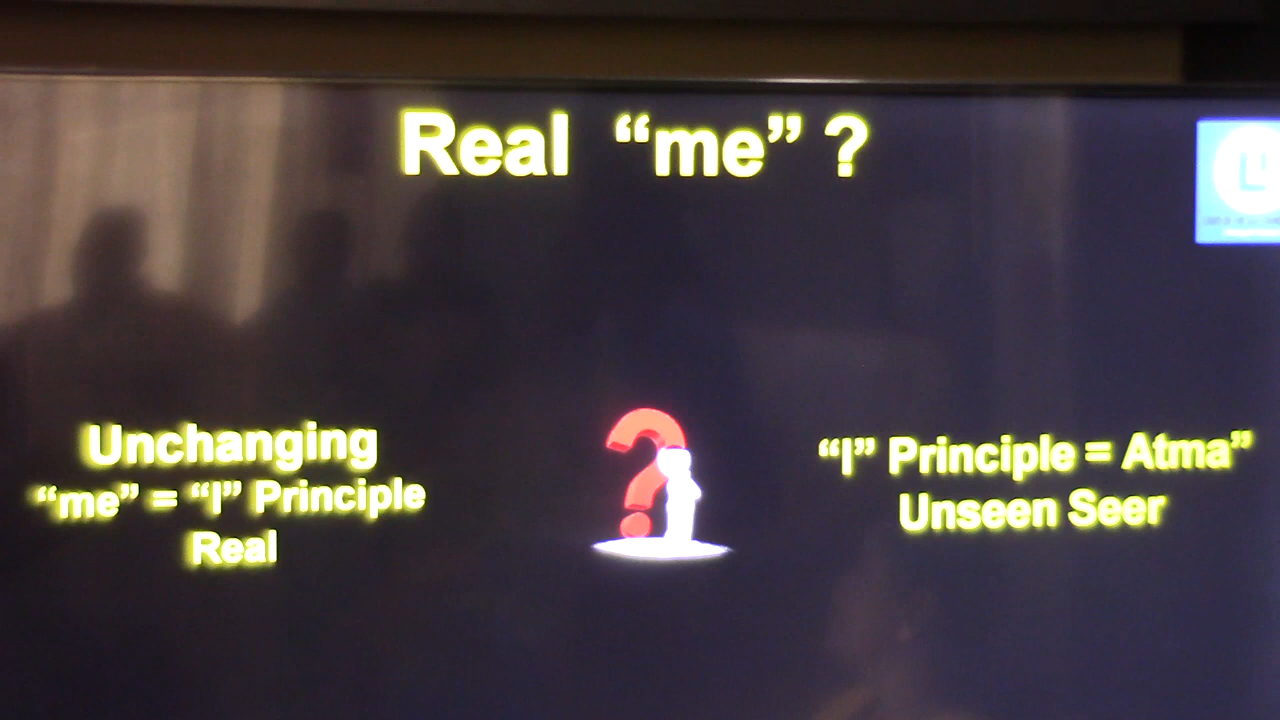 Real “me” ?
Unchanging
“me” = “I” Principle
Real
“I” Principle = Atma”
Unseen Seer